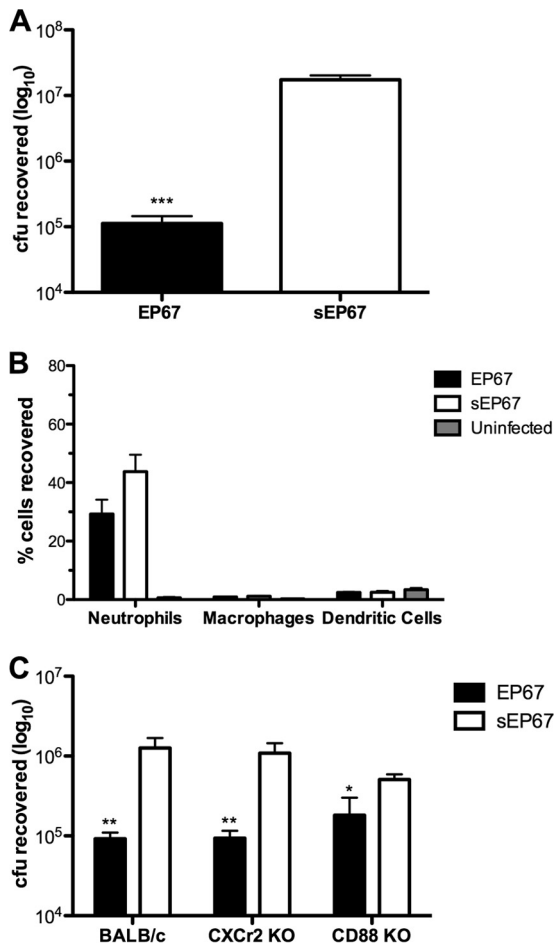 A
cfu recovered (log10)
10^8
10^7
10^6
10^5
10^4
***
EP67
sEP67
B
% cells recovered
80
60
40
20
0
EP67
sEP67
Uninfected
Neutrophils
Macrophages
Dendritic Cells
C
cfu recovered (log10)
10^7
10^6
10^5
10^4
**
**
*
EP67
sEP67
BALB/c
CXCr2 KO
CD88 KO